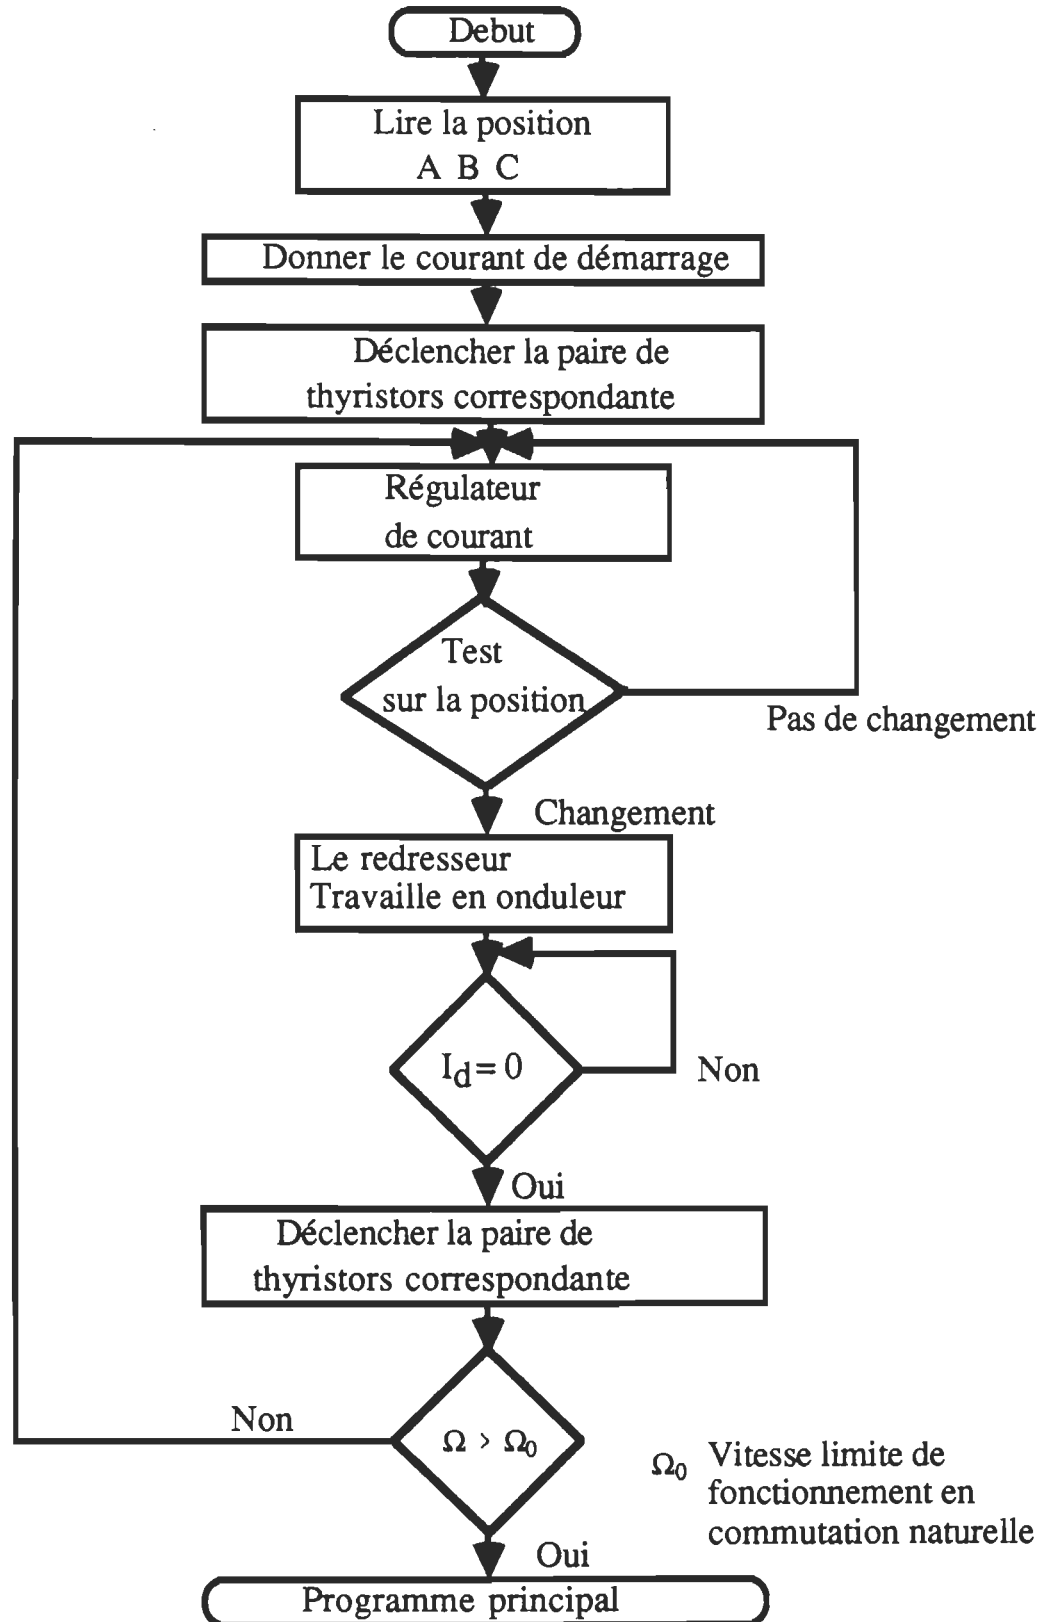 Debut
Lire la position
A B C
Donner le courant de démarrage
Déclencher la paire de
thyristors correspondante
Régulateur
de courant
Test
sur la position
Pas de changement
Changement
Le redresseur
Travaille en onduleur
I_d = 0
Non
Oui
Déclencher la paire de
thyristors correspondante
Non
Ω > Ω₀
Ω₀ Vitesse limite de
fonctionnement en
commutation naturelle
Oui
Programme principal